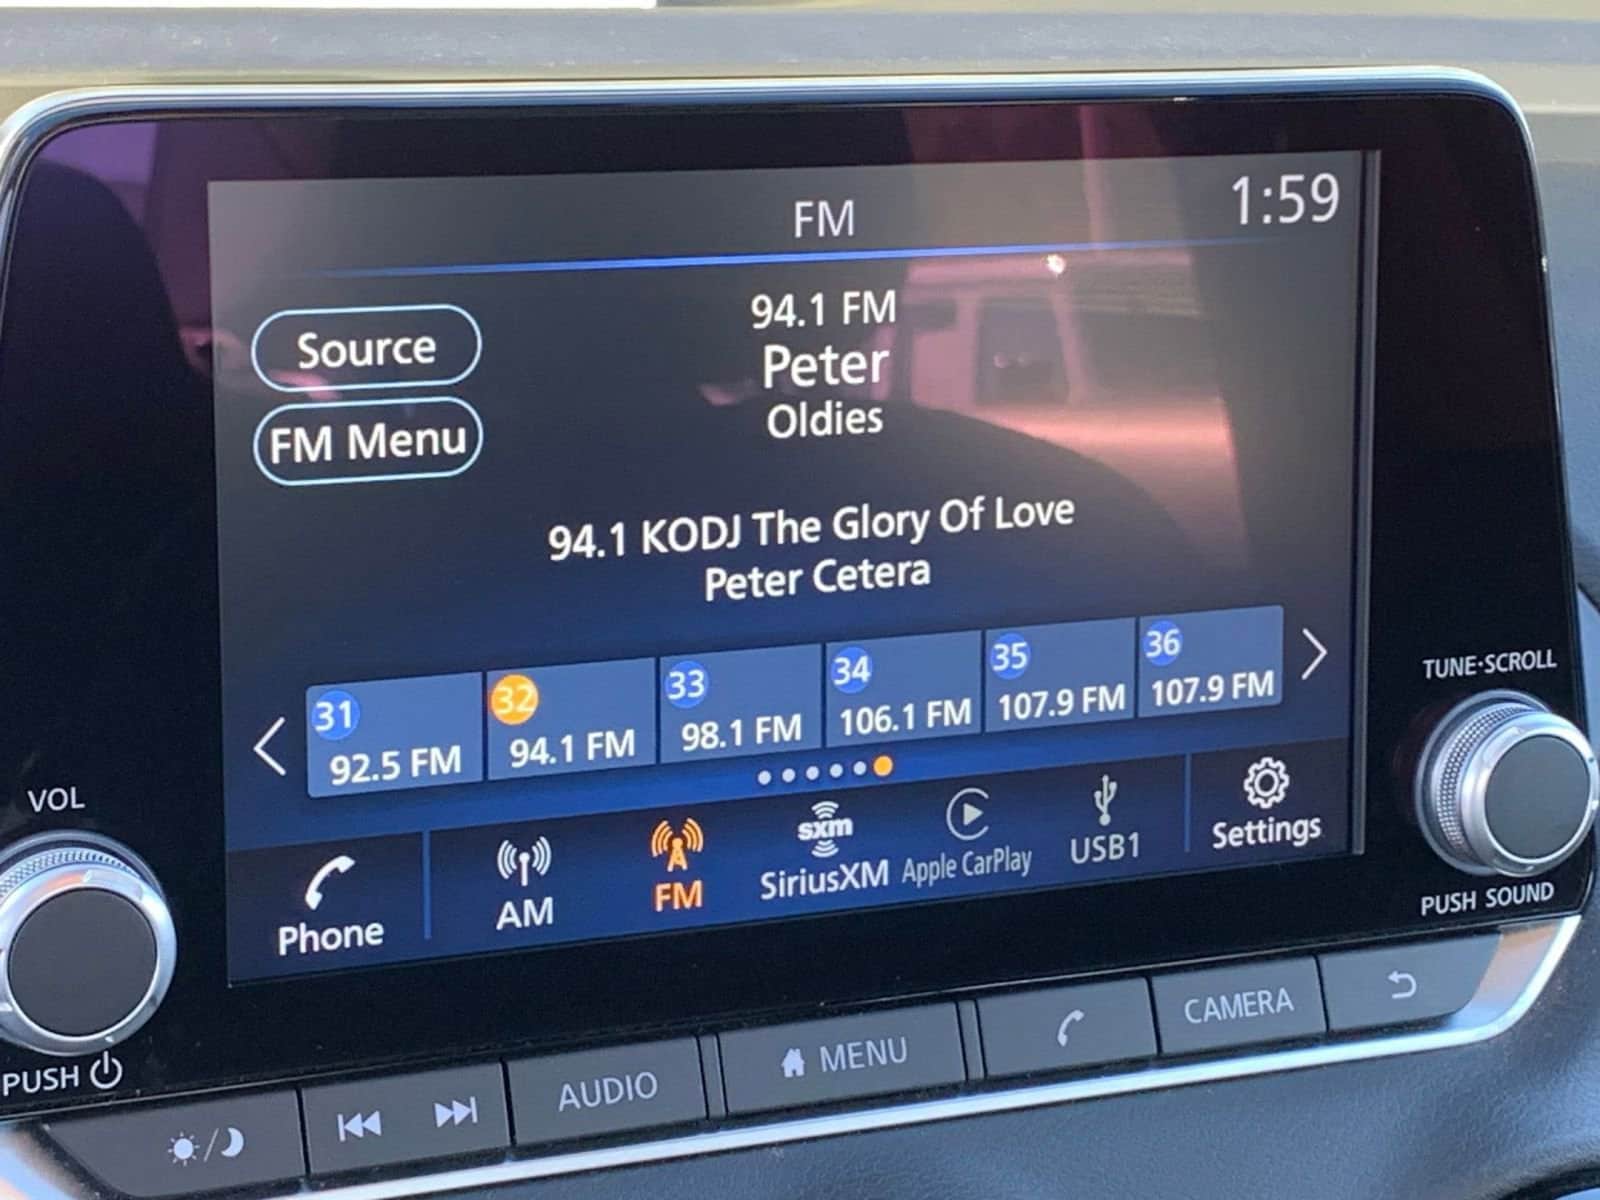 FM
1:59
94.1 FM
Source
Peter
FM Menu
Oldies
94.1 KODJ The Glory Of Love
Peter Cetera
31 32 33 34 35 36
92.5 FM 94.1 FM 98.1 FM 106.1 FM 107.9 FM 107.9 FM
sxm
Phone AM FM SiriusXM Apple CarPlay USB1 Settings
VOL
PUSH
TUNE·SCROLL
PUSH SOUND
AUDIO MENU CAMERA